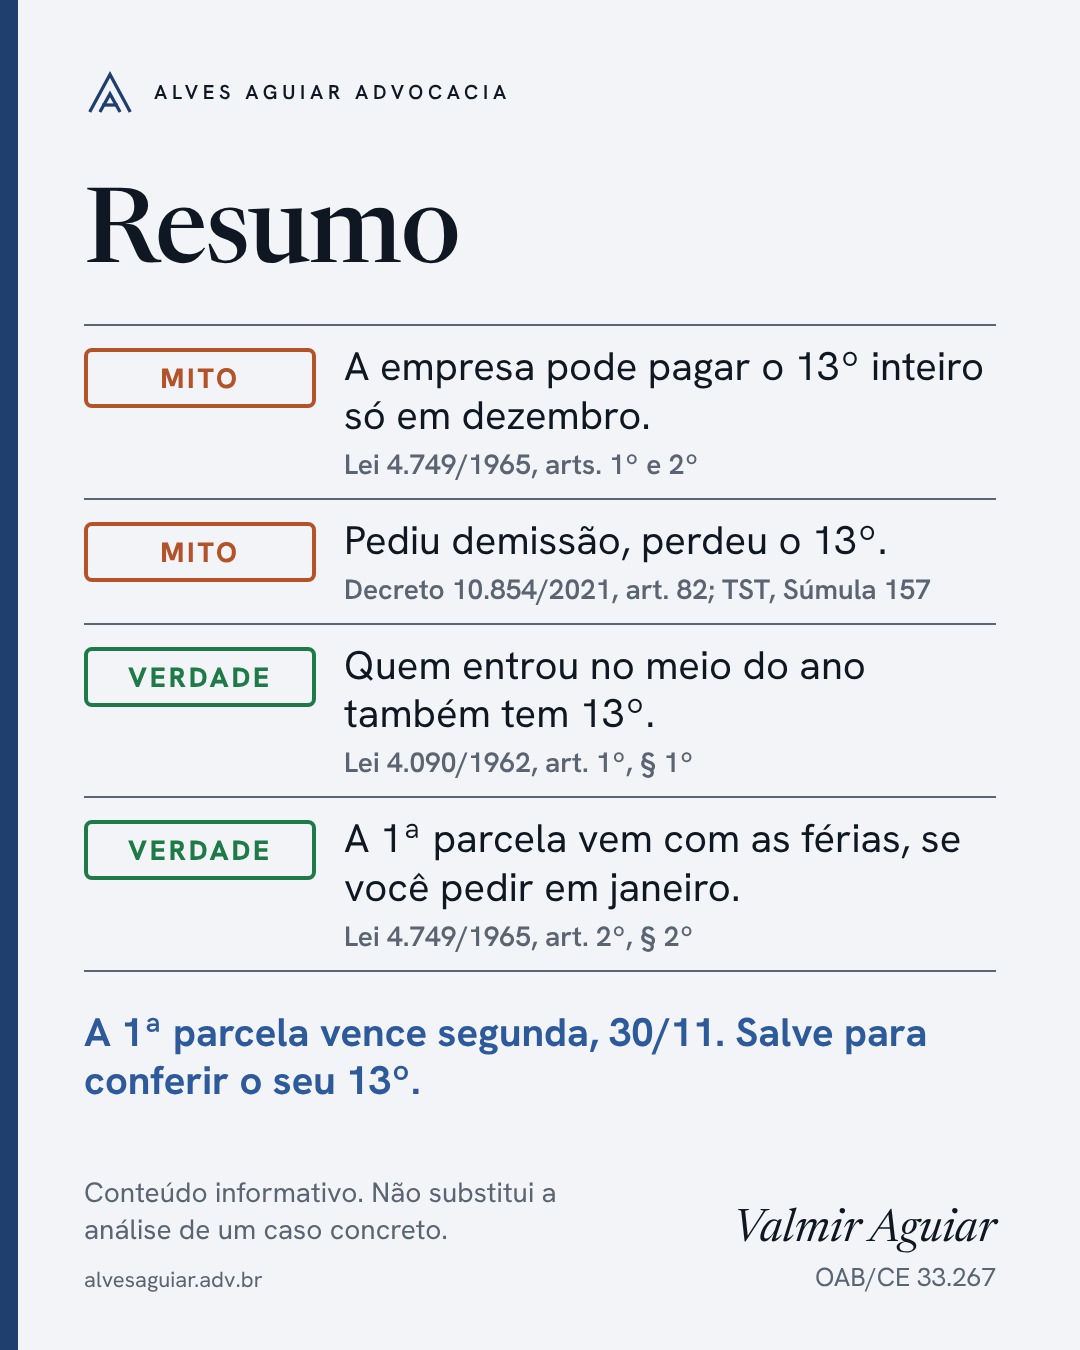 ALVES AGUIAR ADVOCACIA
Resumo
MITO
A empresa pode pagar o 13º inteiro
só em dezembro.
Lei 4.749/1965, arts. 1º e 2º
MITO
Pediu demissão, perdeu o 13º.
Decreto 10.854/2021, art. 82; TST, Súmula 157
VERDADE
Quem entrou no meio do ano
também tem 13º.
Lei 4.090/1962, art. 1º, § 1º
VERDADE
A 1ª parcela vem com as férias, se
você pedir em janeiro.
Lei 4.749/1965, art. 2º, § 2º
A 1ª parcela vence segunda, 30/11. Salve para
conferir o seu 13º.
Conteúdo informativo. Não substitui a
análise de um caso concreto.
alvesaguiar.adv.br
Valmir Aguiar
OAB/CE 33.267